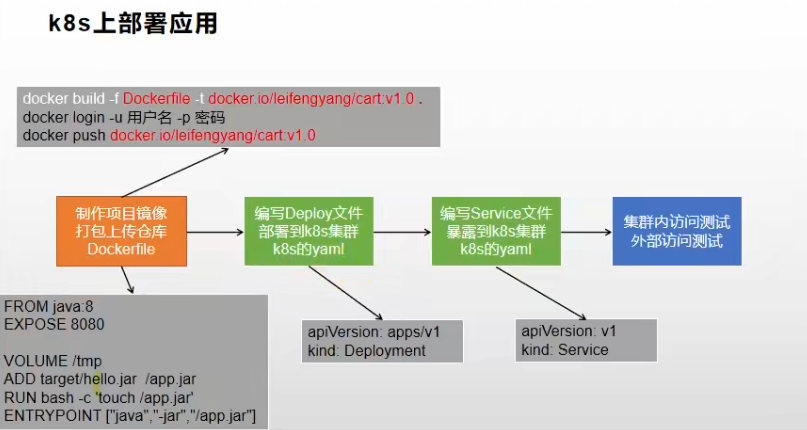 k8s上部署应用
docker build -f Dockerfile -t docker.io/leifengyang/cart:v1.0 .
docker login -u 用户名 -p 密码
docker push docker.io/leifengyang/cart:v1.0
制作项目镜像
打包上传仓库
Dockerfile
编写Deploy文件
部署到k8s集群
k8s的yaml
编写Service文件
暴露到k8s集群
k8s的yaml
集群内访问测试
外部访问测试
FROM java:8
EXPOSE 8080
VOLUME /tmp
ADD target/hello.jar /app.jar
RUN bash -c 'touch /app.jar'
ENTRYPOINT ["java","-jar","/app.jar"]
apiVersion: apps/v1
kind: Deployment
apiVersion: v1
kind: Service